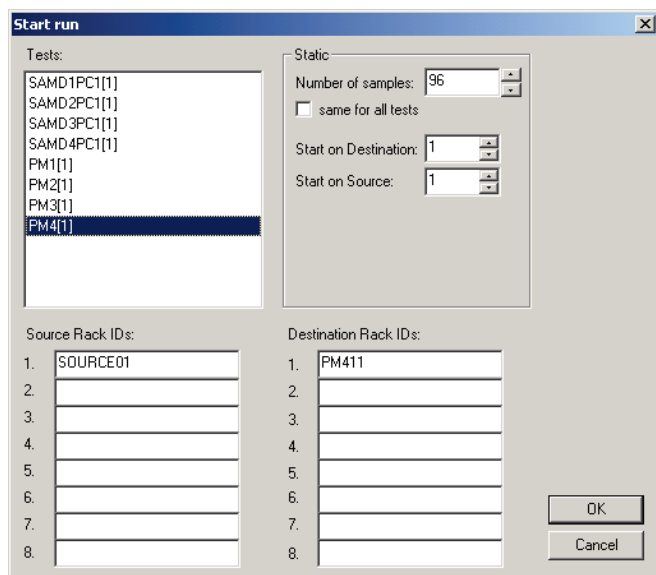 Start run
Tests:
SAMD1PC1[1]
SAMD2PC1[1]
SAMD3PC1[1]
SAMD4PC1[1]
PM1[1]
PM2[1]
PM3[1]
PM4[1]
Static
Number of samples: 96
same for all tests
Start on Destination: 1
Start on Source: 1
Source Rack IDs:
1. SOURCE01
2.
3.
4.
5.
6.
7.
8.
Destination Rack IDs:
1. PM411
2.
3.
4.
5.
6.
7.
8.
OK
Cancel